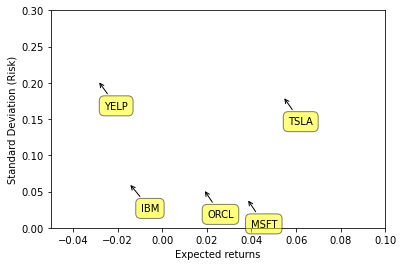 0.30
0.25
0.20
0.15
0.10
0.05
0.00
Standard Deviation (Risk)
YELP
TSLA
IBM
ORCL
MSFT
−0.04 −0.02 0.00 0.02 0.04 0.06 0.08 0.10
Expected returns